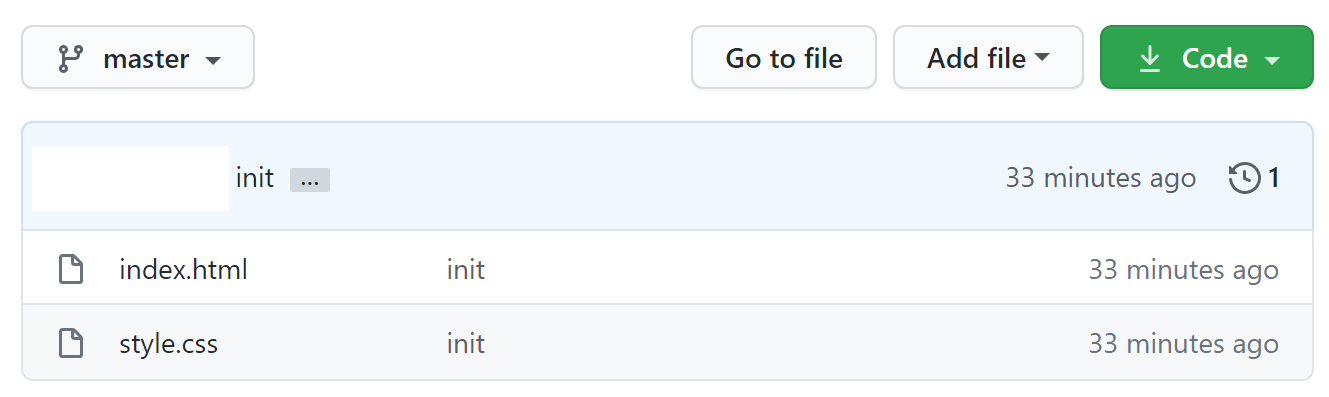 master Go to file Add file Code
init ... 33 minutes ago 1
index.html init 33 minutes ago
style.css init 33 minutes ago